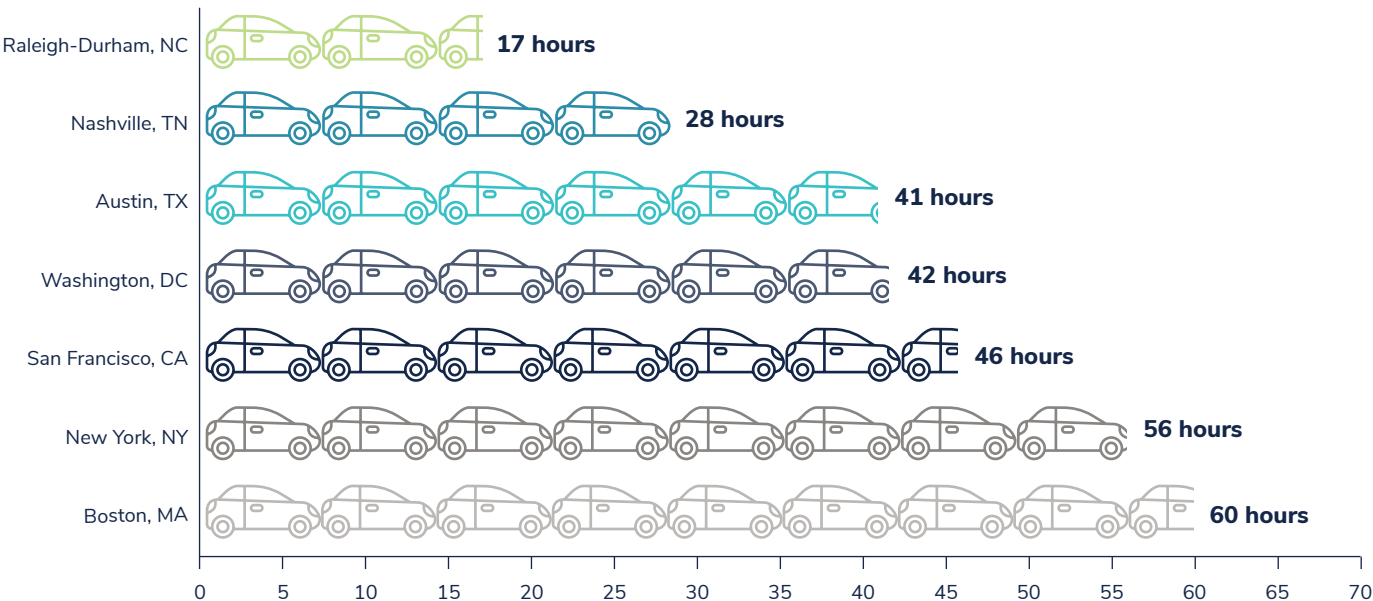 Raleigh-Durham, NC 17 hours
Nashville, TN 28 hours
Austin, TX 41 hours
Washington, DC 42 hours
San Francisco, CA 46 hours
New York, NY 56 hours
Boston, MA 60 hours
0 5 10 15 20 25 30 35 40 45 50 55 60 65 70